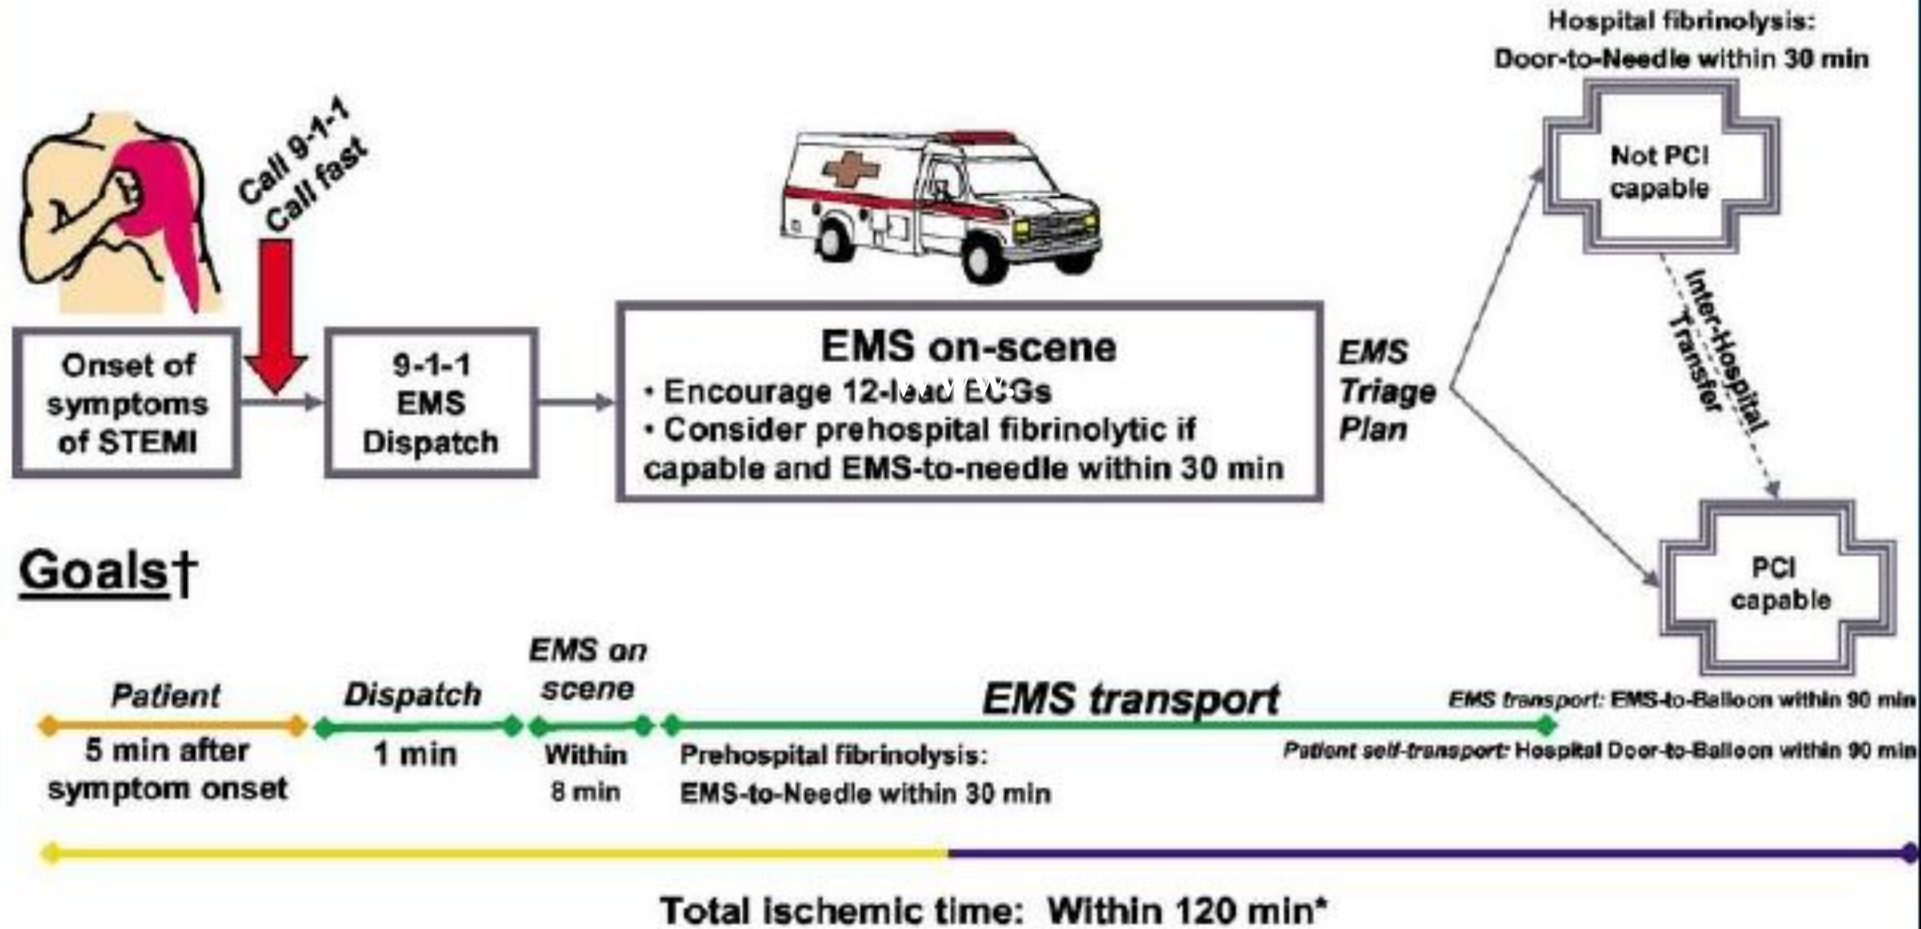 Hospital fibrinolysis:
Door-to-Needle within 30 min
Call 9-1-1
Call fast
Not PCI
capable
Inter-Hospital
Transfer
Onset of
symptoms
of STEMI
9-1-1
EMS
Dispatch
EMS on-scene
• Encourage 12-lead ECGs
• Consider prehospital fibrinolytic if
capable and EMS-to-needle within 30 min
www.
EMS
Triage
Plan
PCI
capable
Goals†
Patient
5 min after
symptom onset
Dispatch
1 min
EMS on
scene
Within
8 min
EMS transport
Prehospital fibrinolysis:
EMS-to-Needle within 30 min
EMS transport: EMS-to-Balloon within 90 min
Patient self-transport: Hospital Door-to-Balloon within 90 min
Total ischemic time: Within 120 min*